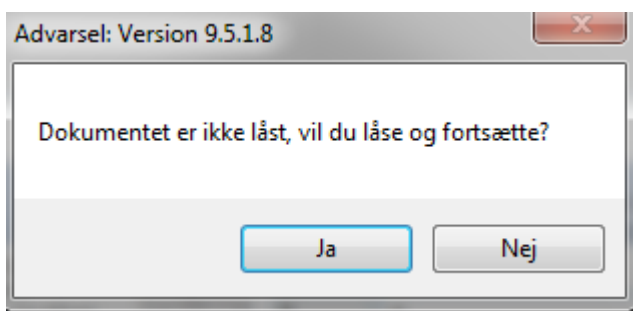 Advarsel: Version 9.5.1.8
Dokumentet er ikke låst, vil du låse og fortsætte?
Ja
Nej